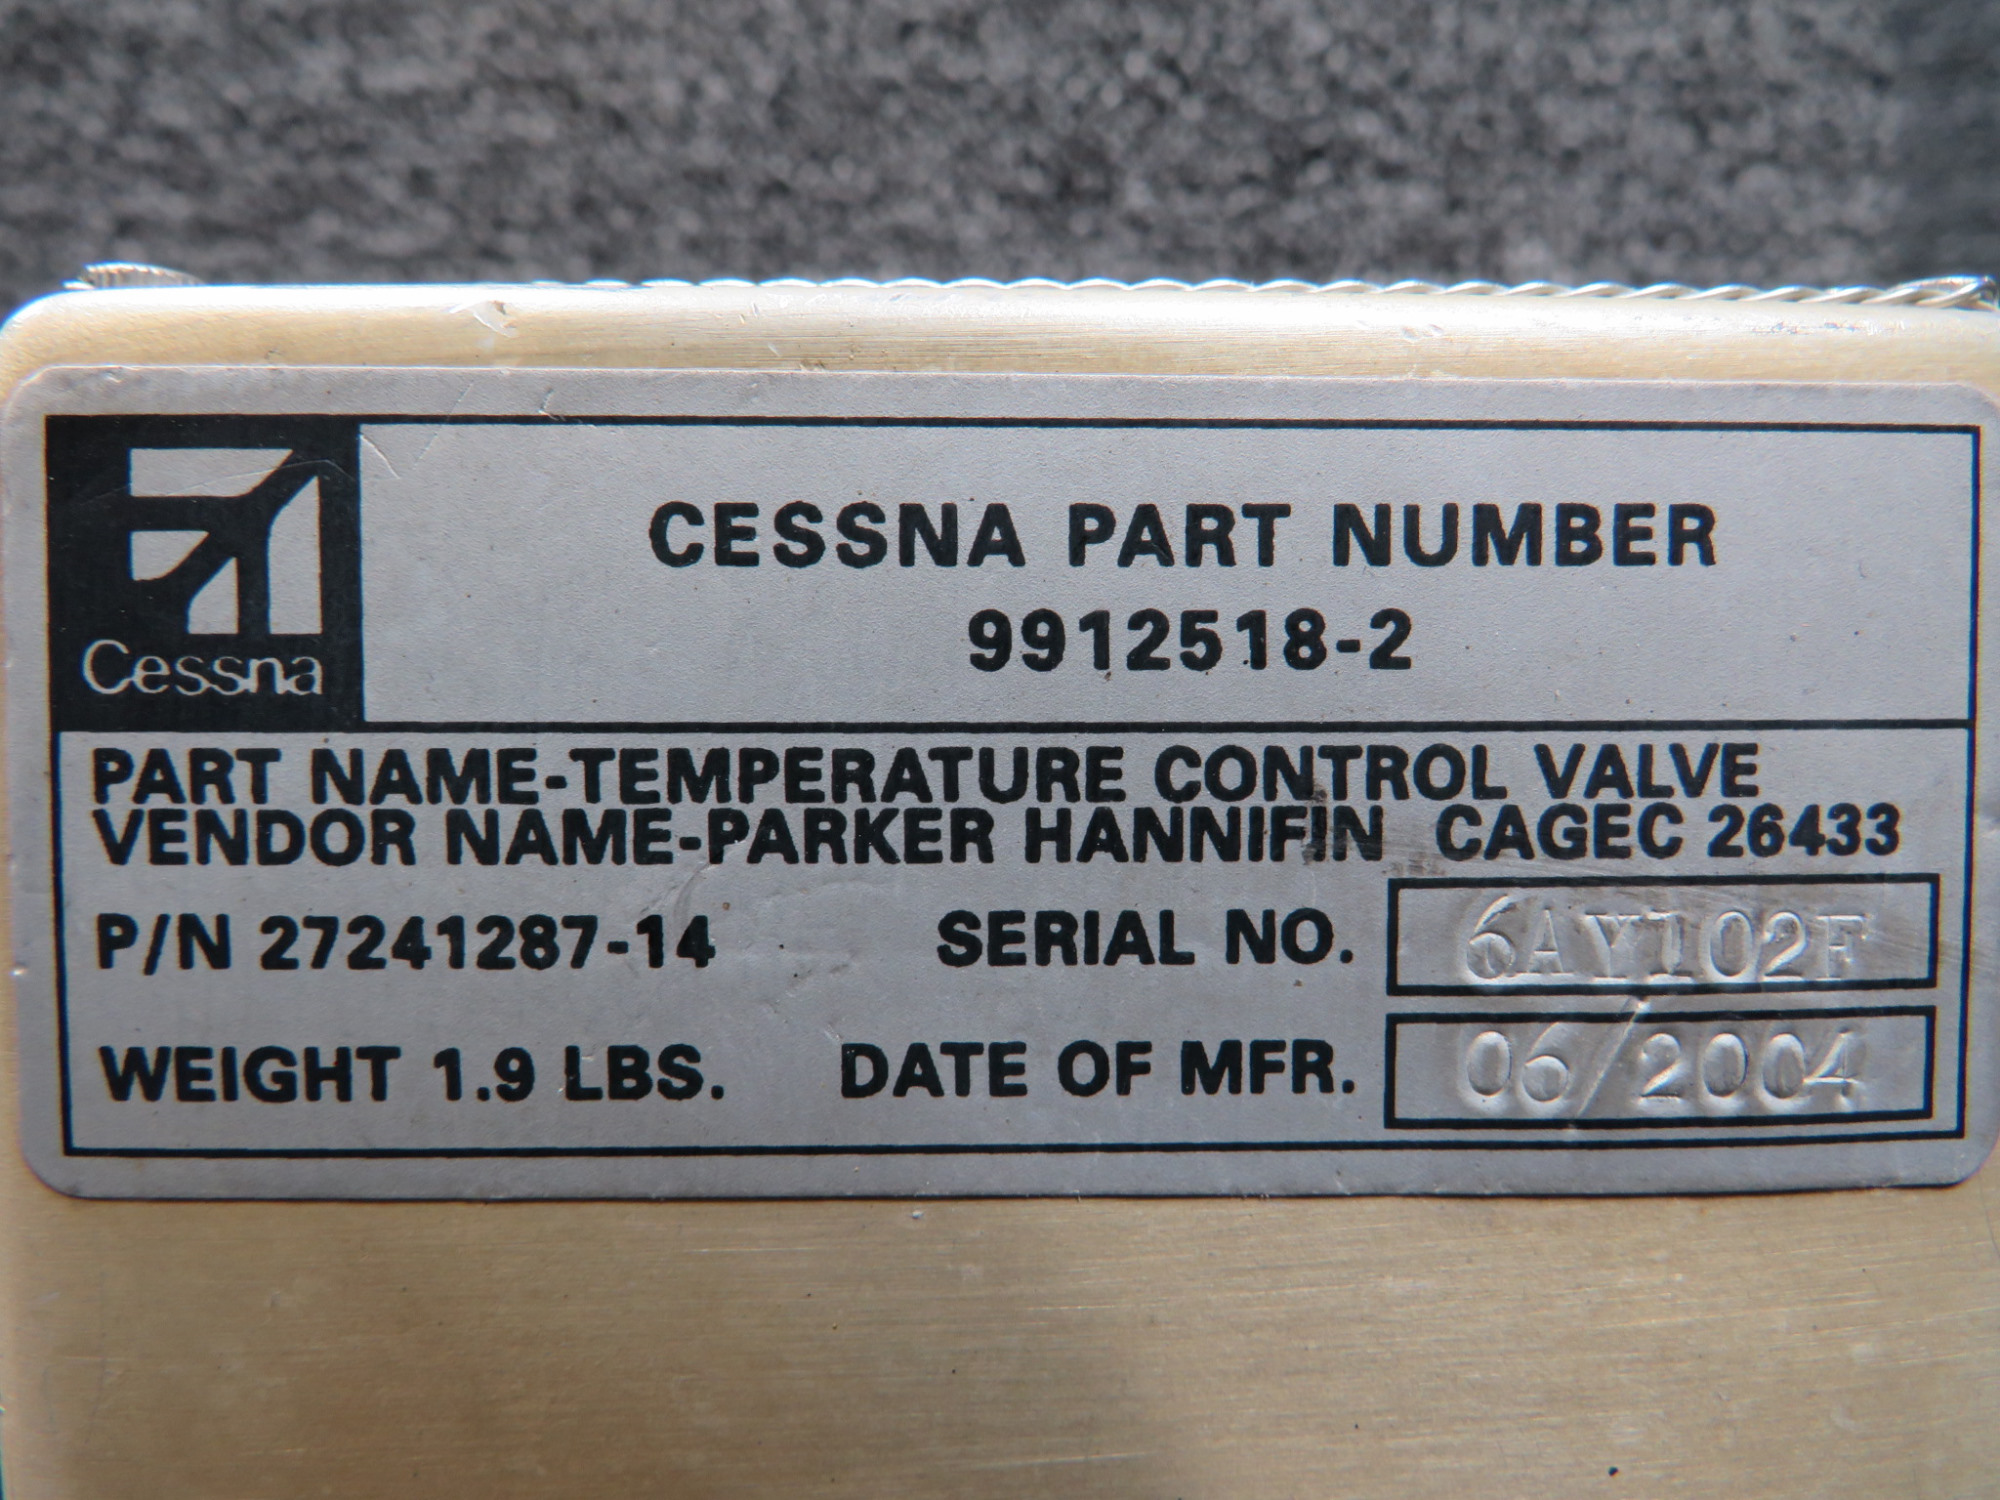 Cessna
CESSNA PART NUMBER
9912518-2
PART NAME-TEMPERATURE CONTROL VALVE
VENDOR NAME-PARKER HANNIFIN CAGEC 26433
P/N 27241287-14 SERIAL NO. 6AY102F
WEIGHT 1.9 LBS. DATE OF MFR. 06/2004